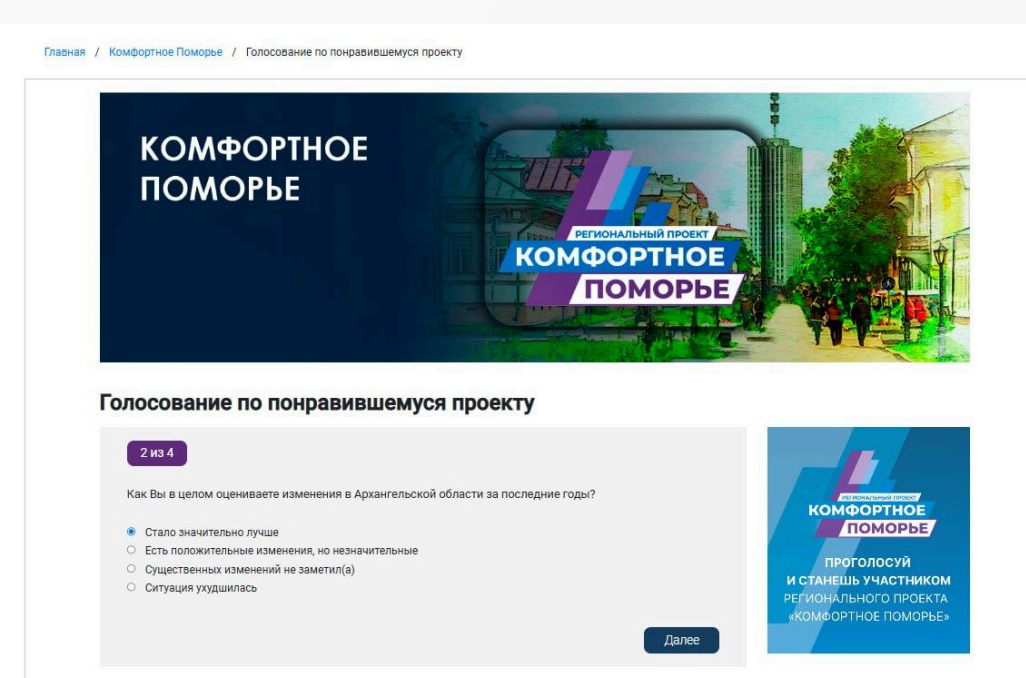 Главная / Комфортное Поморье / Голосование по понравившемуся проекту
КОМФОРТНОЕ
ПОМОРЬЕ
РЕГИОНАЛЬНЫЙ ПРОЕКТ
КОМФОРТНОЕ
ПОМОРЬЕ
Голосование по понравившемуся проекту
2 из 4
Как Вы в целом оцениваете изменения в Архангельской области за последние годы?
Стало значительно лучше
Есть положительные изменения, но незначительные
Существенных изменений не заметил(а)
Ситуация ухудшилась
Далее
РЕГИОНАЛЬНЫЙ ПРОЕКТ
КОМФОРТНОЕ
ПОМОРЬЕ
ПРОГОЛОСУЙ
И СТАНЕШЬ УЧАСТНИКОМ
РЕГИОНАЛЬНОГО ПРОЕКТА
«КОМФОРТНОЕ ПОМОРЬЕ»